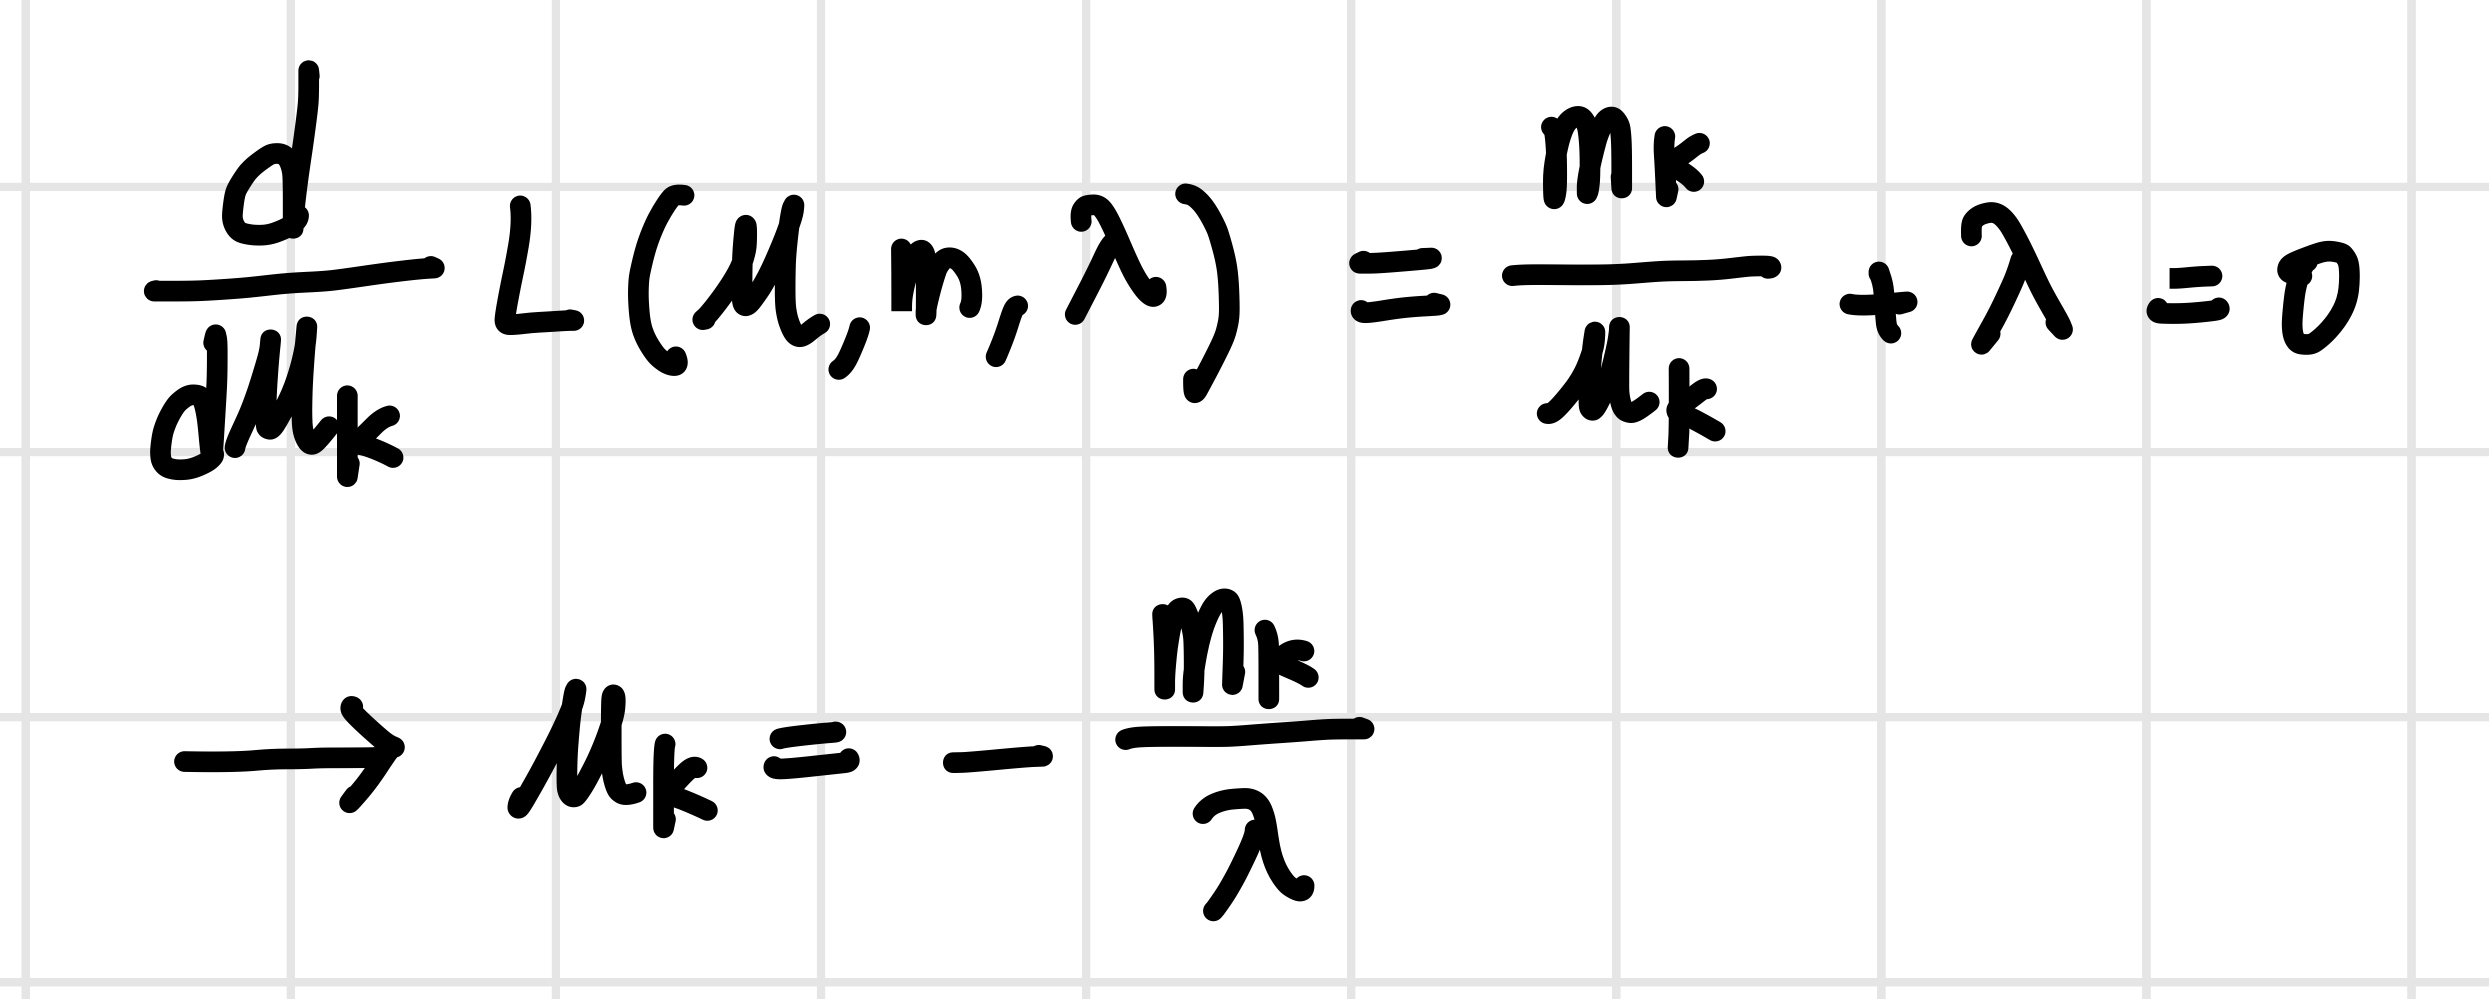 d/dμₖ L(μ, m, λ) = mₖ/μₖ + λ = 0
→ μₖ = - mₖ/λ